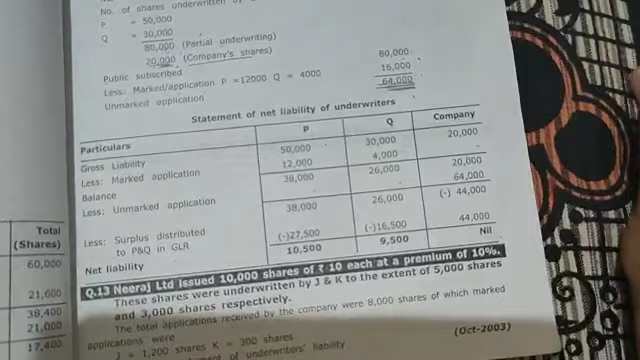 No. of shares underwritten by
P = 50,000
Q = 30,000
80,000 (Partial underwriting)
20,000 (Company's shares)
Public subscribed 80,000
Less: Marked/application P =12000 Q = 4000 16,000
Unmarked application 64,000
Statement of net liability of underwriters
Particulars P Q Company
Gross Liability 50,000 30,000 20,000
Less: Marked application 12,000 4,000
Balance 38,000 26,000 20,000
Less: Unmarked application 64,000
38,000 26,000 (-) 44,000
Less: Surplus distributed
to P&Q in GLR (-)27,500 (-)16,500 44,000
Net liability 10,500 9,500 Nil
Q.13 Neeraj Ltd issued 10,000 shares of ₹ 10 each at a premium of 10%.
These shares were underwritten by J & K to the extent of 5,000 shares
and 3,000 shares respectively.
The total applications received by the company were 8,000 shares of which marked
applications were
J = 1,200 shares K = 300 shares (Oct-2003)
of underwriters' liability
Total
(Shares)
60,000
21,600
38,400
21,000
17,400